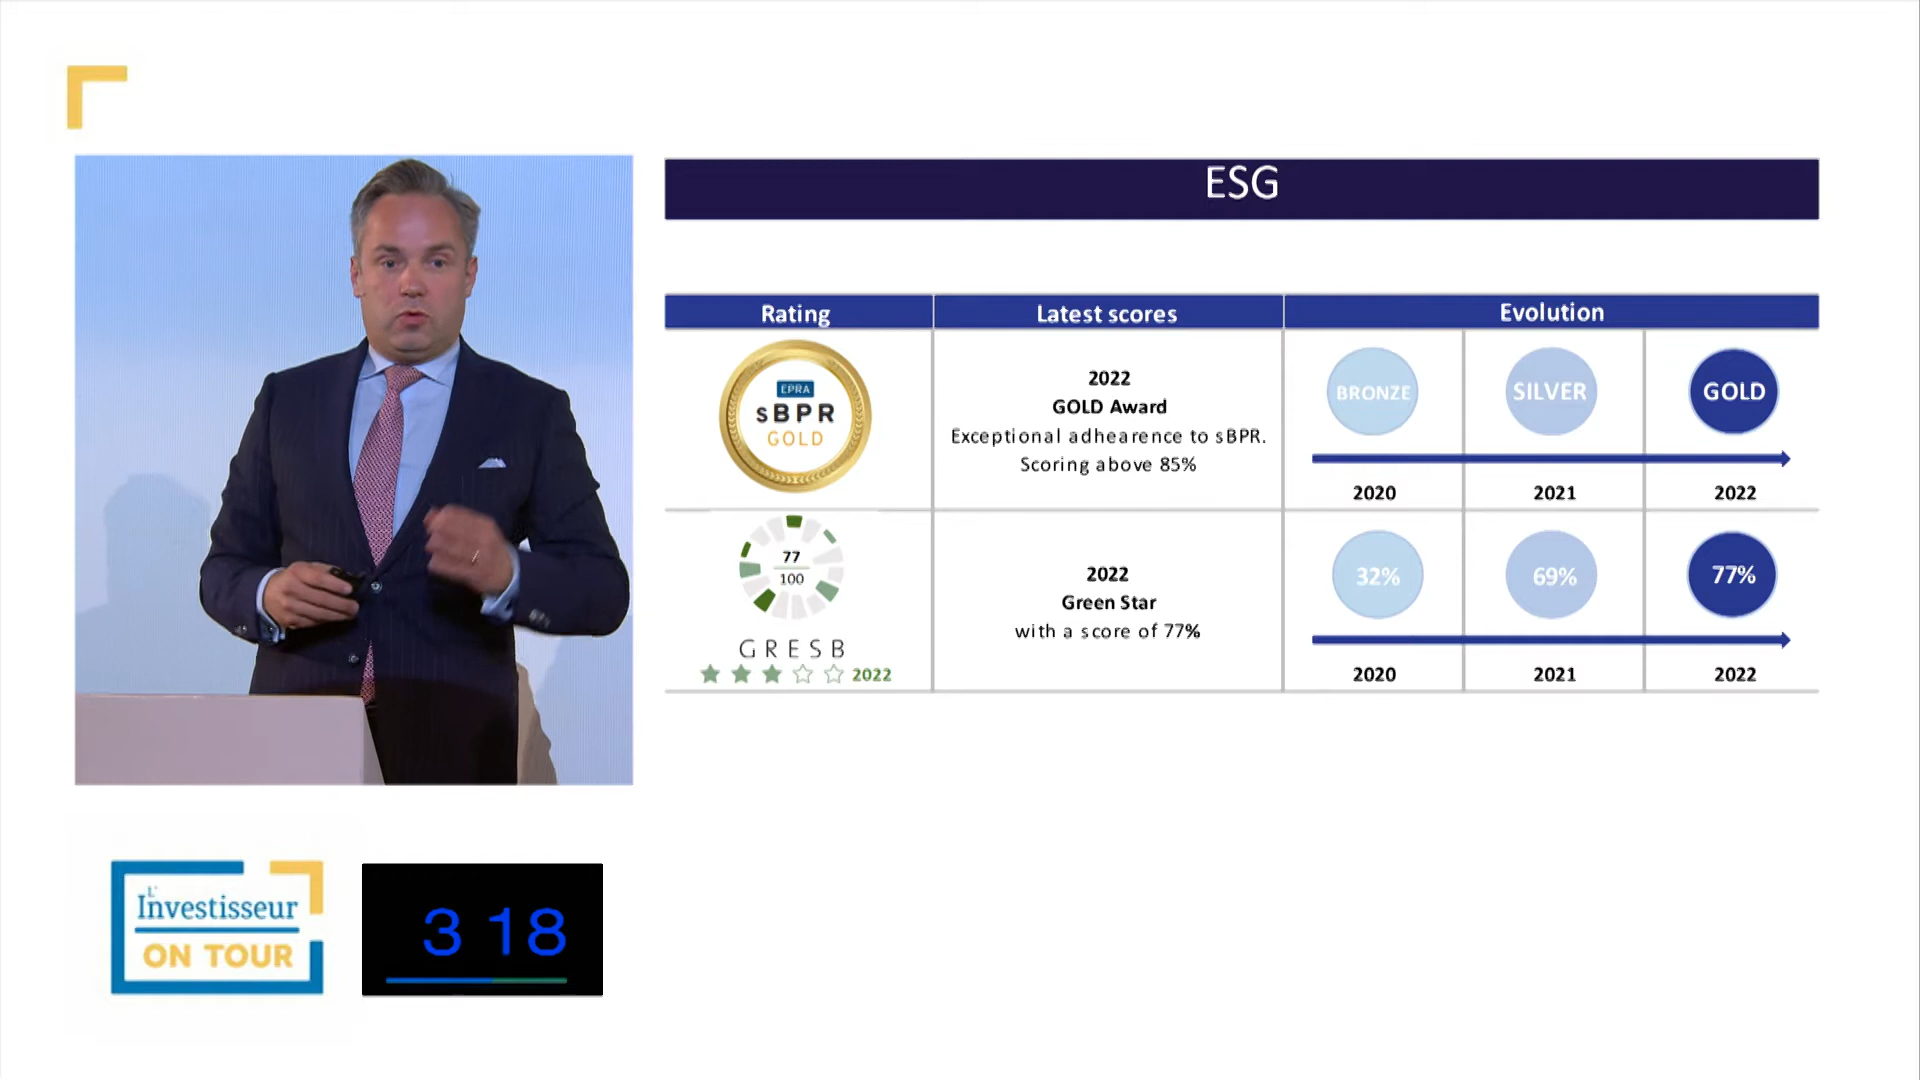 ESG
Rating
Latest scores
Evolution
EPRA
sBPR
GOLD
2022
GOLD Award
Exceptional adhearence to sBPR.
Scoring above 85%
BRONZE
SILVER
GOLD
2020
2021
2022
77
100
GRESB
2022
2022
Green Star
with a score of 77%
32%
69%
77%
2020
2021
2022
L'
Investisseur
ON TOUR
3 18